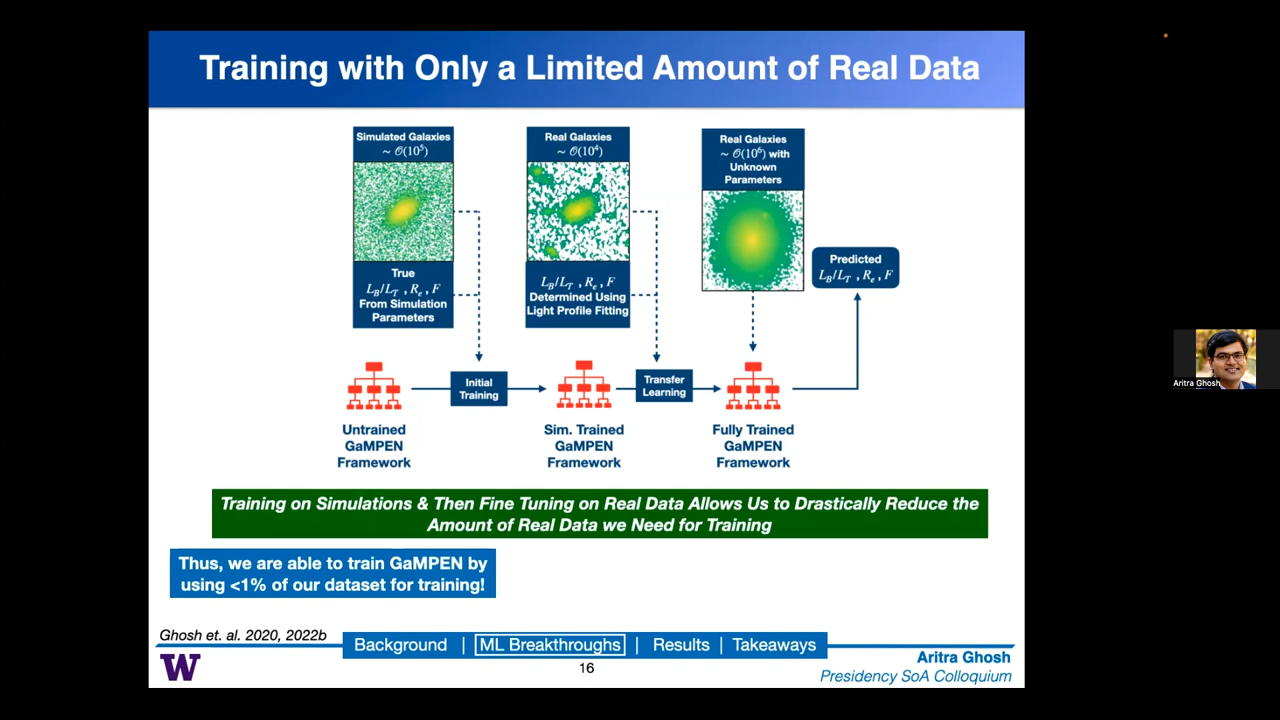 Training with Only a Limited Amount of Real Data
Simulated Galaxies
~ 𝒪(10⁵)
True
L_B/L_T , R_e, F
From Simulation
Parameters
Real Galaxies
~ 𝒪(10⁴)
L_B/L_T , R_e, F
Determined Using
Light Profile Fitting
Real Galaxies
~ 𝒪(10⁶) with
Unknown
Parameters
Predicted
L_B/L_T , R_e, F
Initial
Training
Transfer
Learning
Untrained
GaMPEN
Framework
Sim. Trained
GaMPEN
Framework
Fully Trained
GaMPEN
Framework
Training on Simulations & Then Fine Tuning on Real Data Allows Us to Drastically Reduce the
Amount of Real Data we Need for Training
Thus, we are able to train GaMPEN by
using <1% of our dataset for training!
Ghosh et. al. 2020, 2022b
Background | ML Breakthroughs | Results | Takeaways
W
16
Aritra Ghosh
Presidency SoA Colloquium
Aritra Ghosh